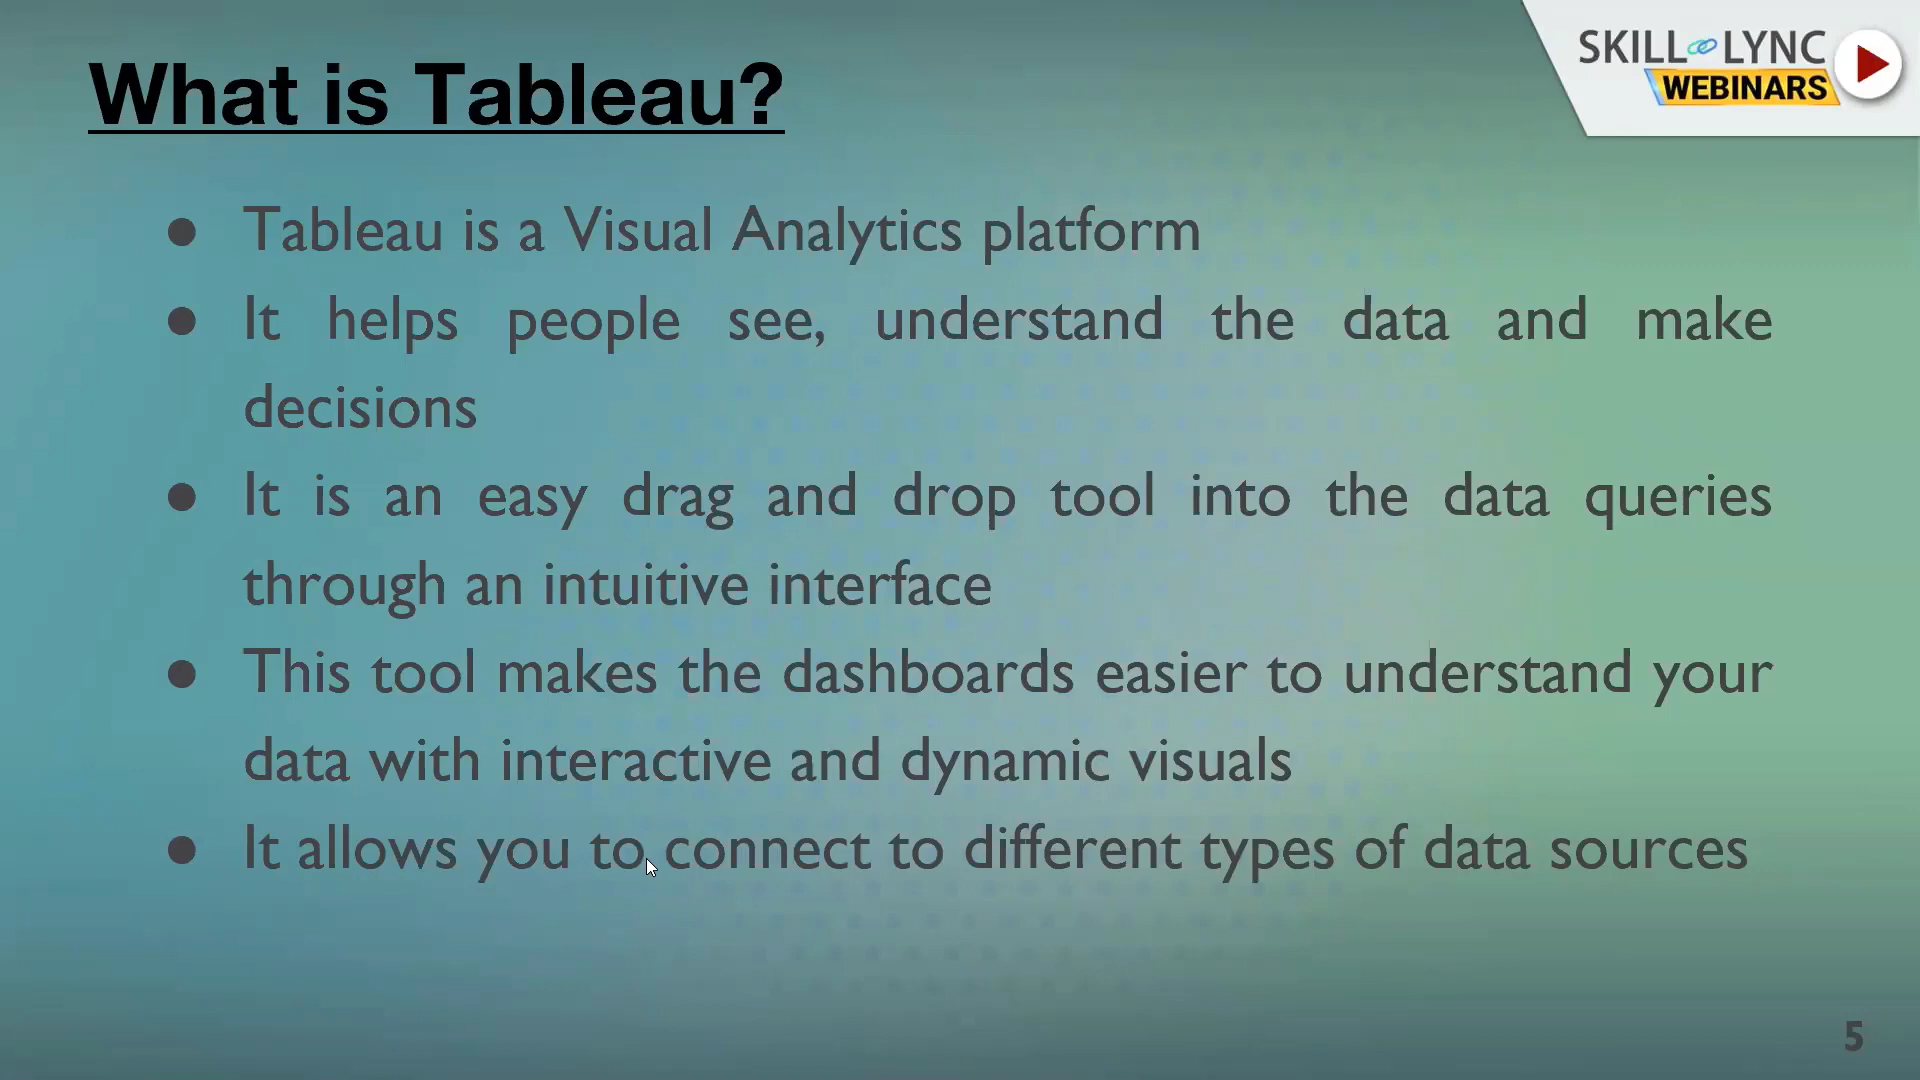 What is Tableau?
SKILL LYNC
WEBINARS
● Tableau is a Visual Analytics platform
● It helps people see, understand the data and make
decisions
● It is an easy drag and drop tool into the data queries
through an intuitive interface
● This tool makes the dashboards easier to understand your
data with interactive and dynamic visuals
● It allows you to connect to different types of data sources
5